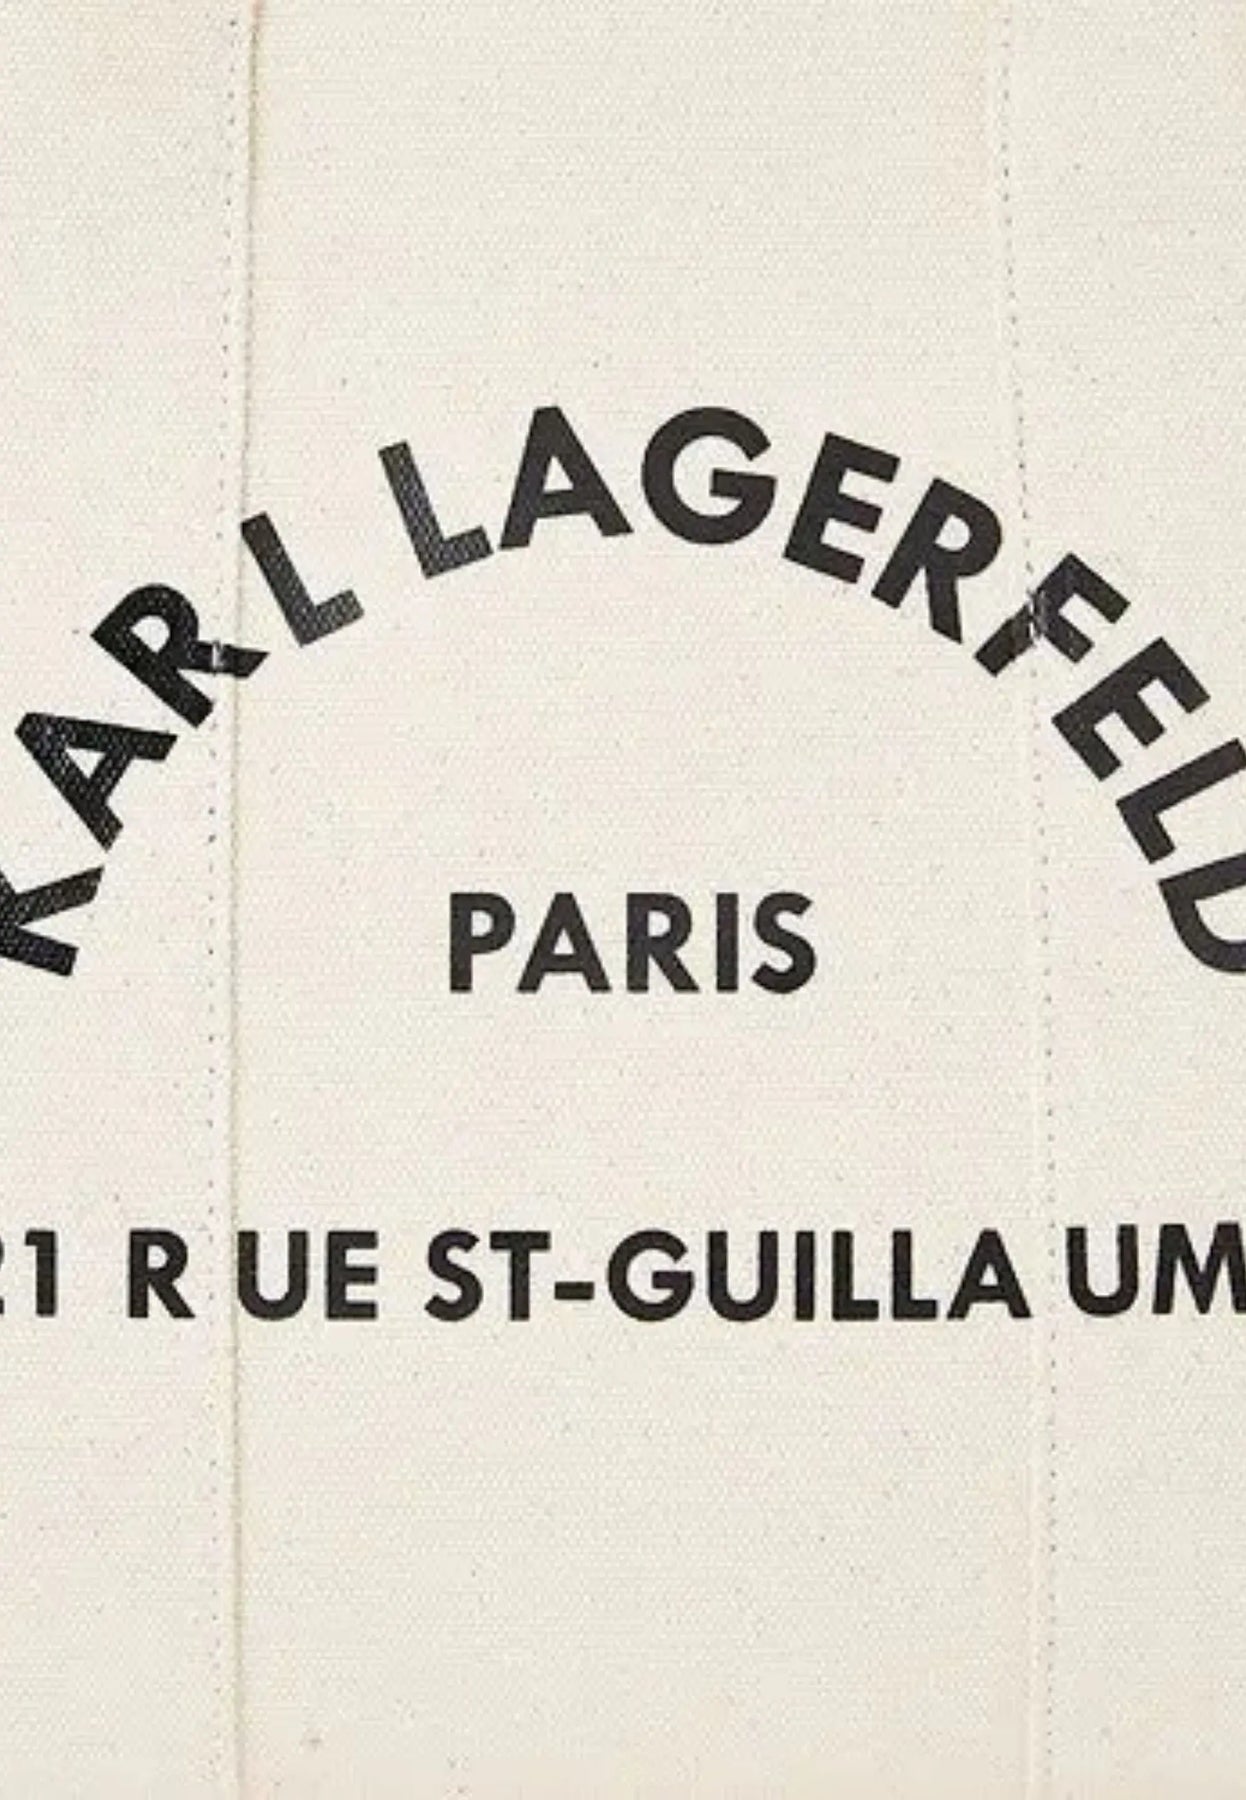 KARL LAGERFELD
PARIS
21 RUE ST-GUILLAUM